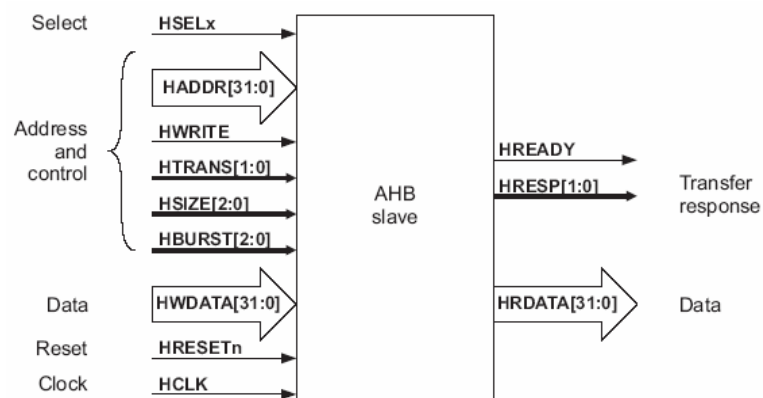 Select
HSELx
HADDR[31:0]
Address
and
control
HWRITE
HTRANS[1:0]
HSIZE[2:0]
HBURST[2:0]
Data
HWDATA[31:0]
Reset
HRESETn
Clock
HCLK
AHB
slave
HREADY
HRESP[1:0]
Transfer
response
HRDATA[31:0]
Data